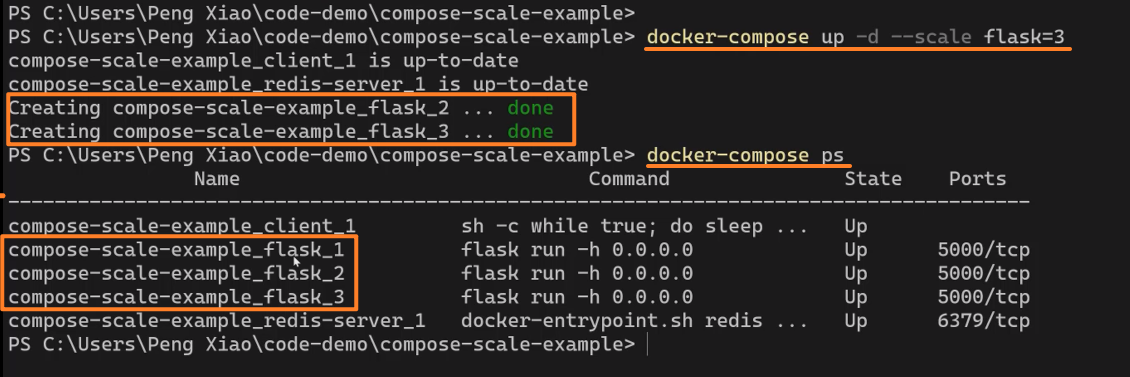 PS C:\Users\Peng Xiao\code-demo\compose-scale-example>
PS C:\Users\Peng Xiao\code-demo\compose-scale-example> docker-compose up -d --scale flask=3
compose-scale-example_client_1 is up-to-date
compose-scale-example_redis-server_1 is up-to-date
Creating compose-scale-example_flask_2 ... done
Creating compose-scale-example_flask_3 ... done
PS C:\Users\Peng Xiao\code-demo\compose-scale-example> docker-compose ps
Name Command State Ports
--------------------------------------------------------------------------------------------
compose-scale-example_client_1 sh -c while true; do sleep ... Up
compose-scale-example_flask_1 flask run -h 0.0.0.0 Up 5000/tcp
compose-scale-example_flask_2 flask run -h 0.0.0.0 Up 5000/tcp
compose-scale-example_flask_3 flask run -h 0.0.0.0 Up 5000/tcp
compose-scale-example_redis-server_1 docker-entrypoint.sh redis ... Up 6379/tcp
PS C:\Users\Peng Xiao\code-demo\compose-scale-example>